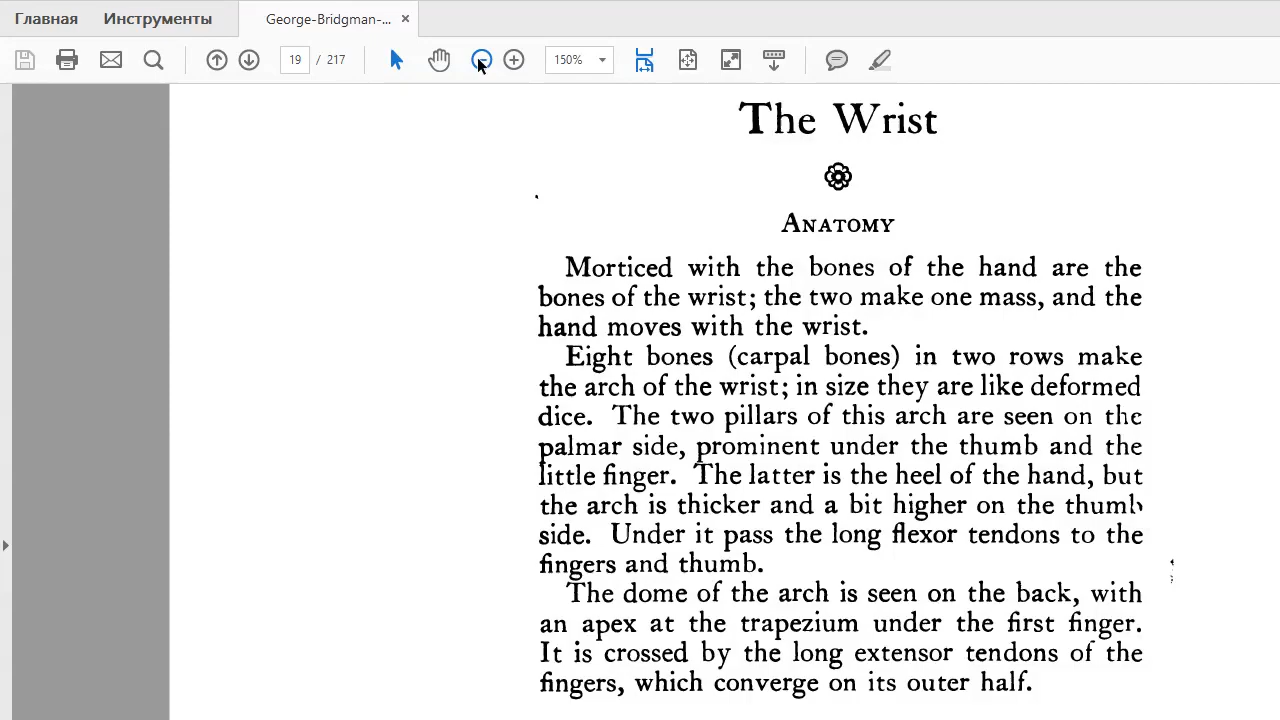 Главная Инструменты George-Bridgman-... ×
19 / 217 150%
The Wrist
Anatomy
Morticed with the bones of the hand are the
bones of the wrist; the two make one mass, and the
hand moves with the wrist.
Eight bones (carpal bones) in two rows make
the arch of the wrist; in size they are like deformed
dice. The two pillars of this arch are seen on the
palmar side, prominent under the thumb and the
little finger. The latter is the heel of the hand, but
the arch is thicker and a bit higher on the thumb
side. Under it pass the long flexor tendons to the
fingers and thumb.
The dome of the arch is seen on the back, with
an apex at the trapezium under the first finger.
It is crossed by the long extensor tendons of the
fingers, which converge on its outer half.